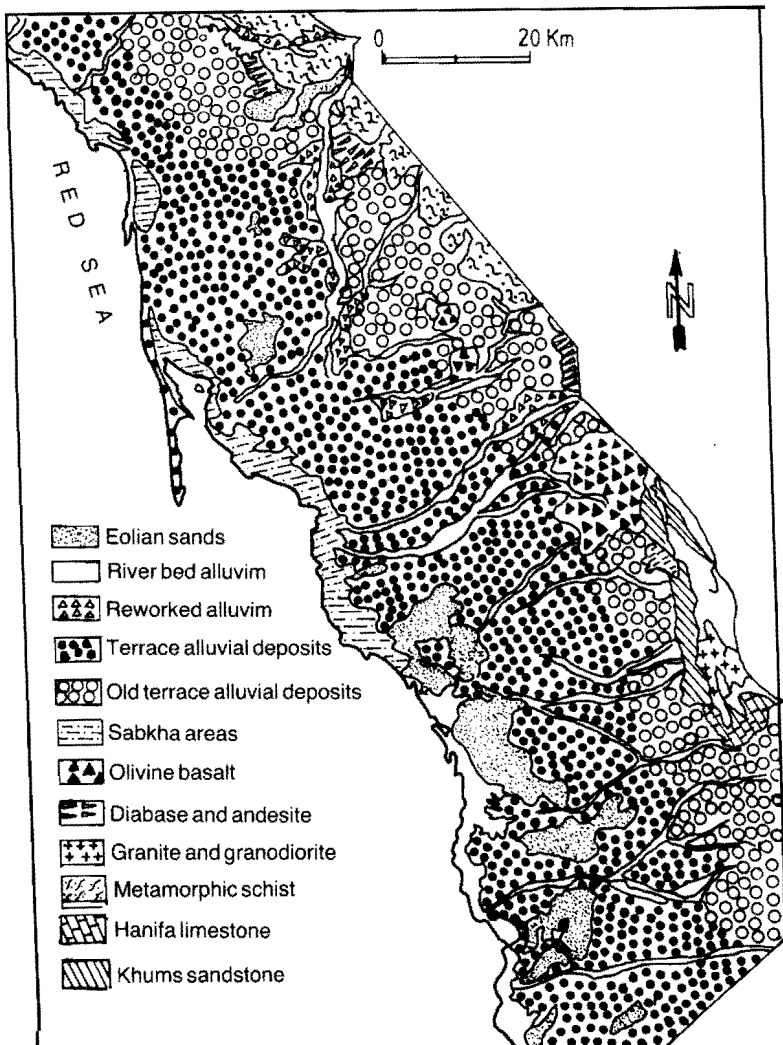 0 20 Km
RED SEA
N
Eolian sands
River bed alluvim
Reworked alluvim
Terrace alluvial deposits
Old terrace alluvial deposits
Sabkha areas
Olivine basalt
Diabase and andesite
Granite and granodiorite
Metamorphic schist
Hanifa limestone
Khums sandstone